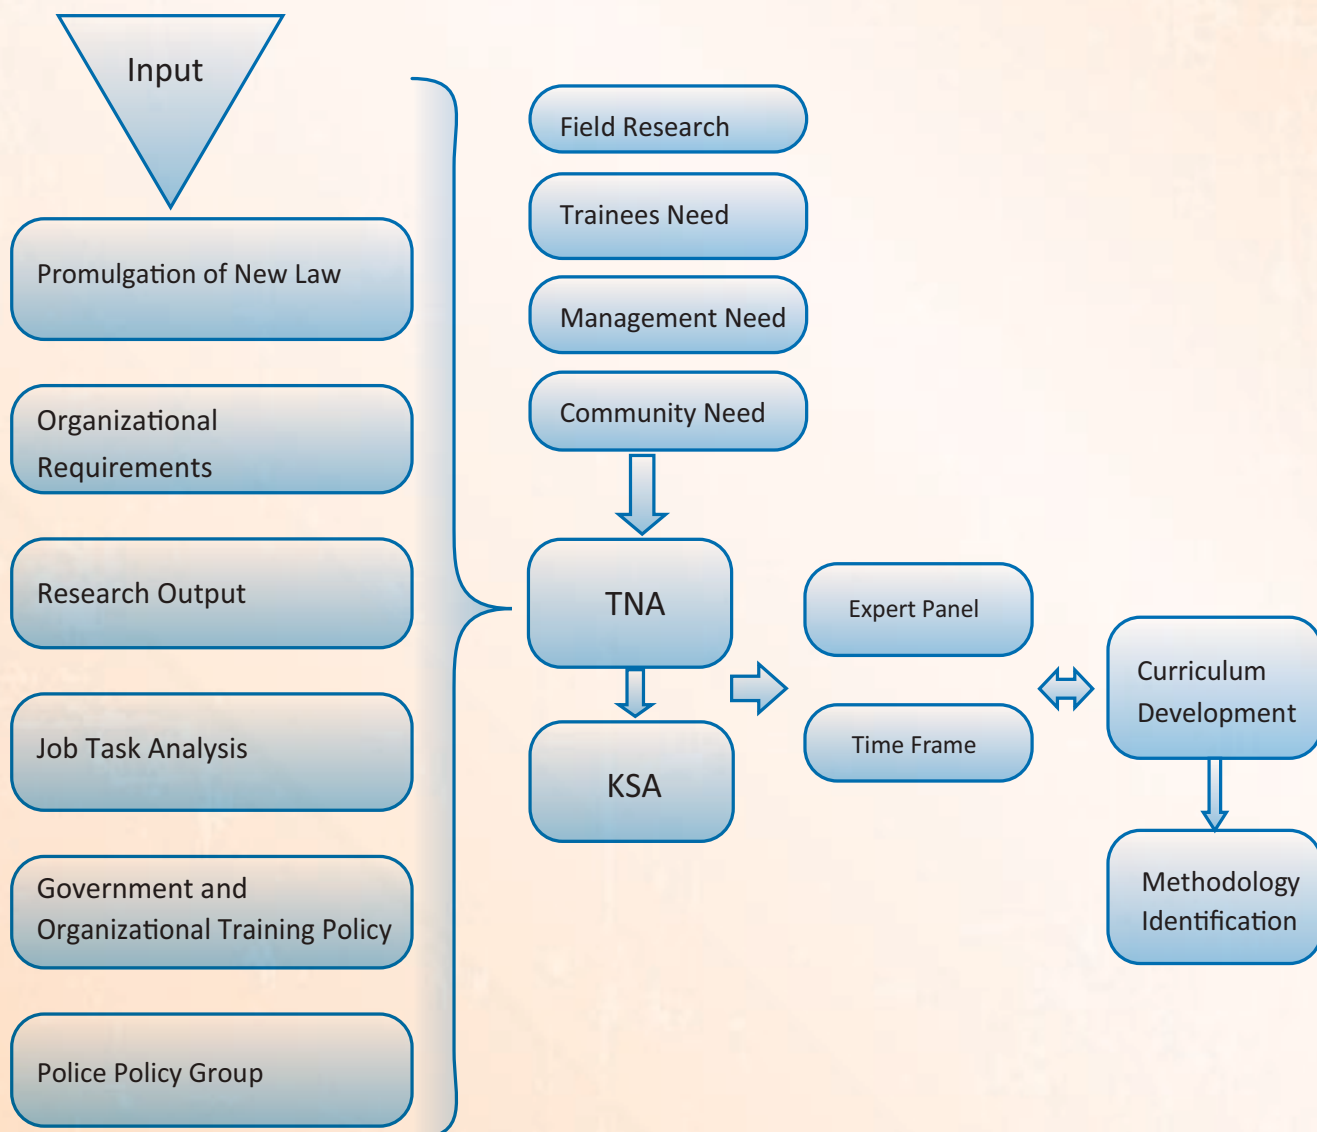 Input
Promulgation of New Law
Organizational
Requirements
Research Output
Job Task Analysis
Government and
Organizational Training Policy
Police Policy Group
Field Research
Trainees Need
Management Need
Community Need
TNA
KSA
Expert Panel
Time Frame
Curriculum
Development
Methodology
Identification